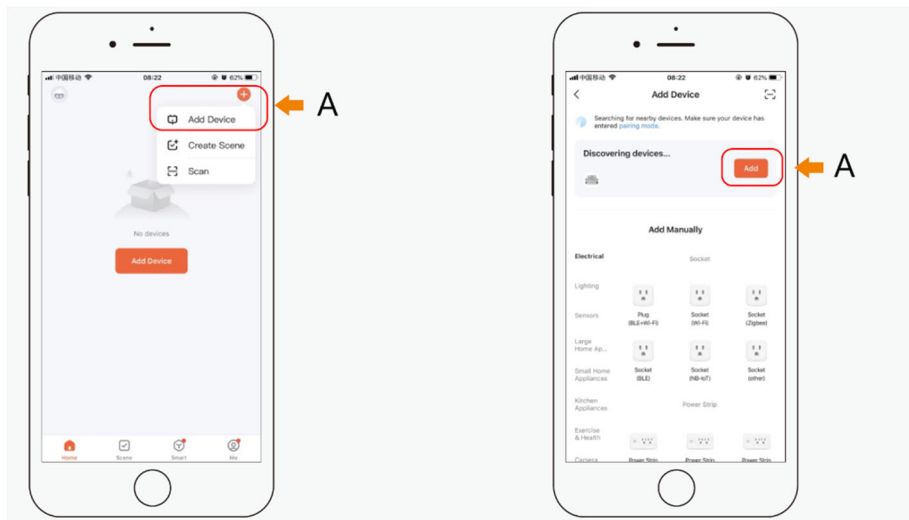 中国移动
08:22
62%
Add Device
Create Scene
Scan
No devices
Add Device
Home
Scene
Smart
Me
A
中国移动
08:22
62%
Add Device
Searching for nearby devices. Make sure your device has
entered pairing mode.
Discovering devices...
Add
A
Add Manually
Electrical
Socket
Lighting
Sensors
Plug
(BLE+Wi-Fi)
Socket
(Wi-Fi)
Socket
(Zigbee)
Large
Home Ap...
Small Home
Appliances
Socket
(BLE)
Socket
(NB-IoT)
Socket
(other)
Kitchen
Appliances
Power Strip
Exercise
& Health
Camera
Power Strip
Power Strip
Power Strip